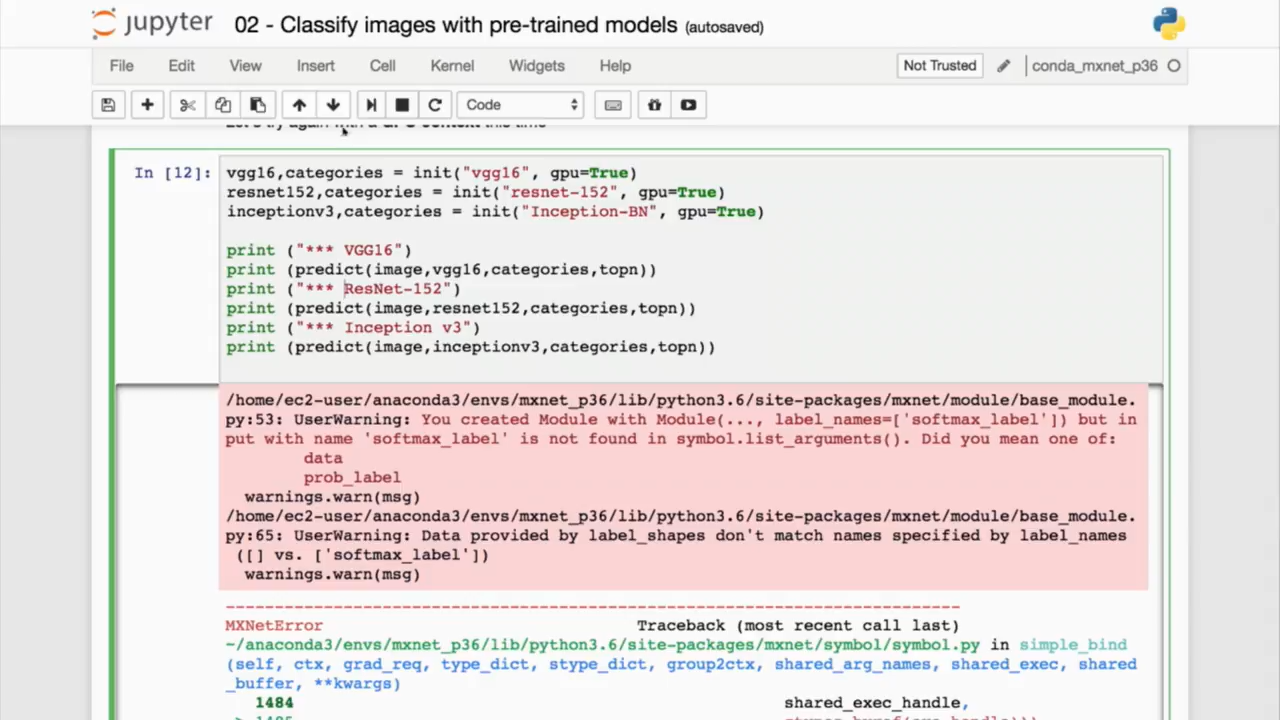 jupyter 02 - Classify images with pre-trained models (autosaved)
File Edit View Insert Cell Kernel Widgets Help Not Trusted conda_mxnet_p36
Code
Let's try again with a GPU context this time
In [12]: vgg16,categories = init("vgg16", gpu=True)
resnet152,categories = init("resnet-152", gpu=True)
inceptionv3,categories = init("Inception-BN", gpu=True)
print ("*** VGG16")
print (predict(image,vgg16,categories,topn))
print ("*** ResNet-152")
print (predict(image,resnet152,categories,topn))
print ("*** Inception v3")
print (predict(image,inceptionv3,categories,topn))
/home/ec2-user/anaconda3/envs/mxnet_p36/lib/python3.6/site-packages/mxnet/module/base_module.
py:53: UserWarning: You created Module with Module(..., label_names=['softmax_label']) but in
put with name 'softmax_label' is not found in symbol.list_arguments(). Did you mean one of:
data
prob_label
warnings.warn(msg)
/home/ec2-user/anaconda3/envs/mxnet_p36/lib/python3.6/site-packages/mxnet/module/base_module.
py:65: UserWarning: Data provided by label_shapes don't match names specified by label_names
([] vs. ['softmax_label'])
warnings.warn(msg)
---------------------------------------------------------------------------
MXNetError Traceback (most recent call last)
~/anaconda3/envs/mxnet_p36/lib/python3.6/site-packages/mxnet/symbol/symbol.py in simple_bind
(self, ctx, grad_req, type_dict, stype_dict, group2ctx, shared_arg_names, shared_exec, shared
_buffer, **kwargs)
1484 shared_exec_handle,